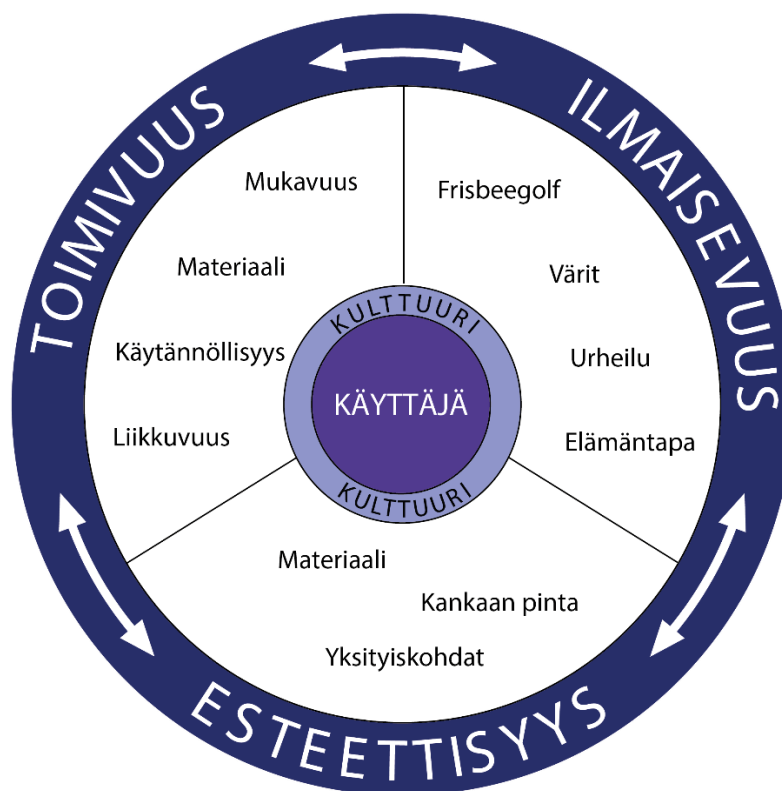 TOIMIVUUS
ILMAISEVUUS
Mukavuus
Materiaali
Käytännöllisyys
Liikkuvuus
Frisbeegolf
Värit
Urheilu
Elämäntapa
KULTTUURI
KÄYTTÄJÄ
KULTTUURI
Materiaali
Kankaan pinta
Yksityiskohdat
ESTEETTISYYS